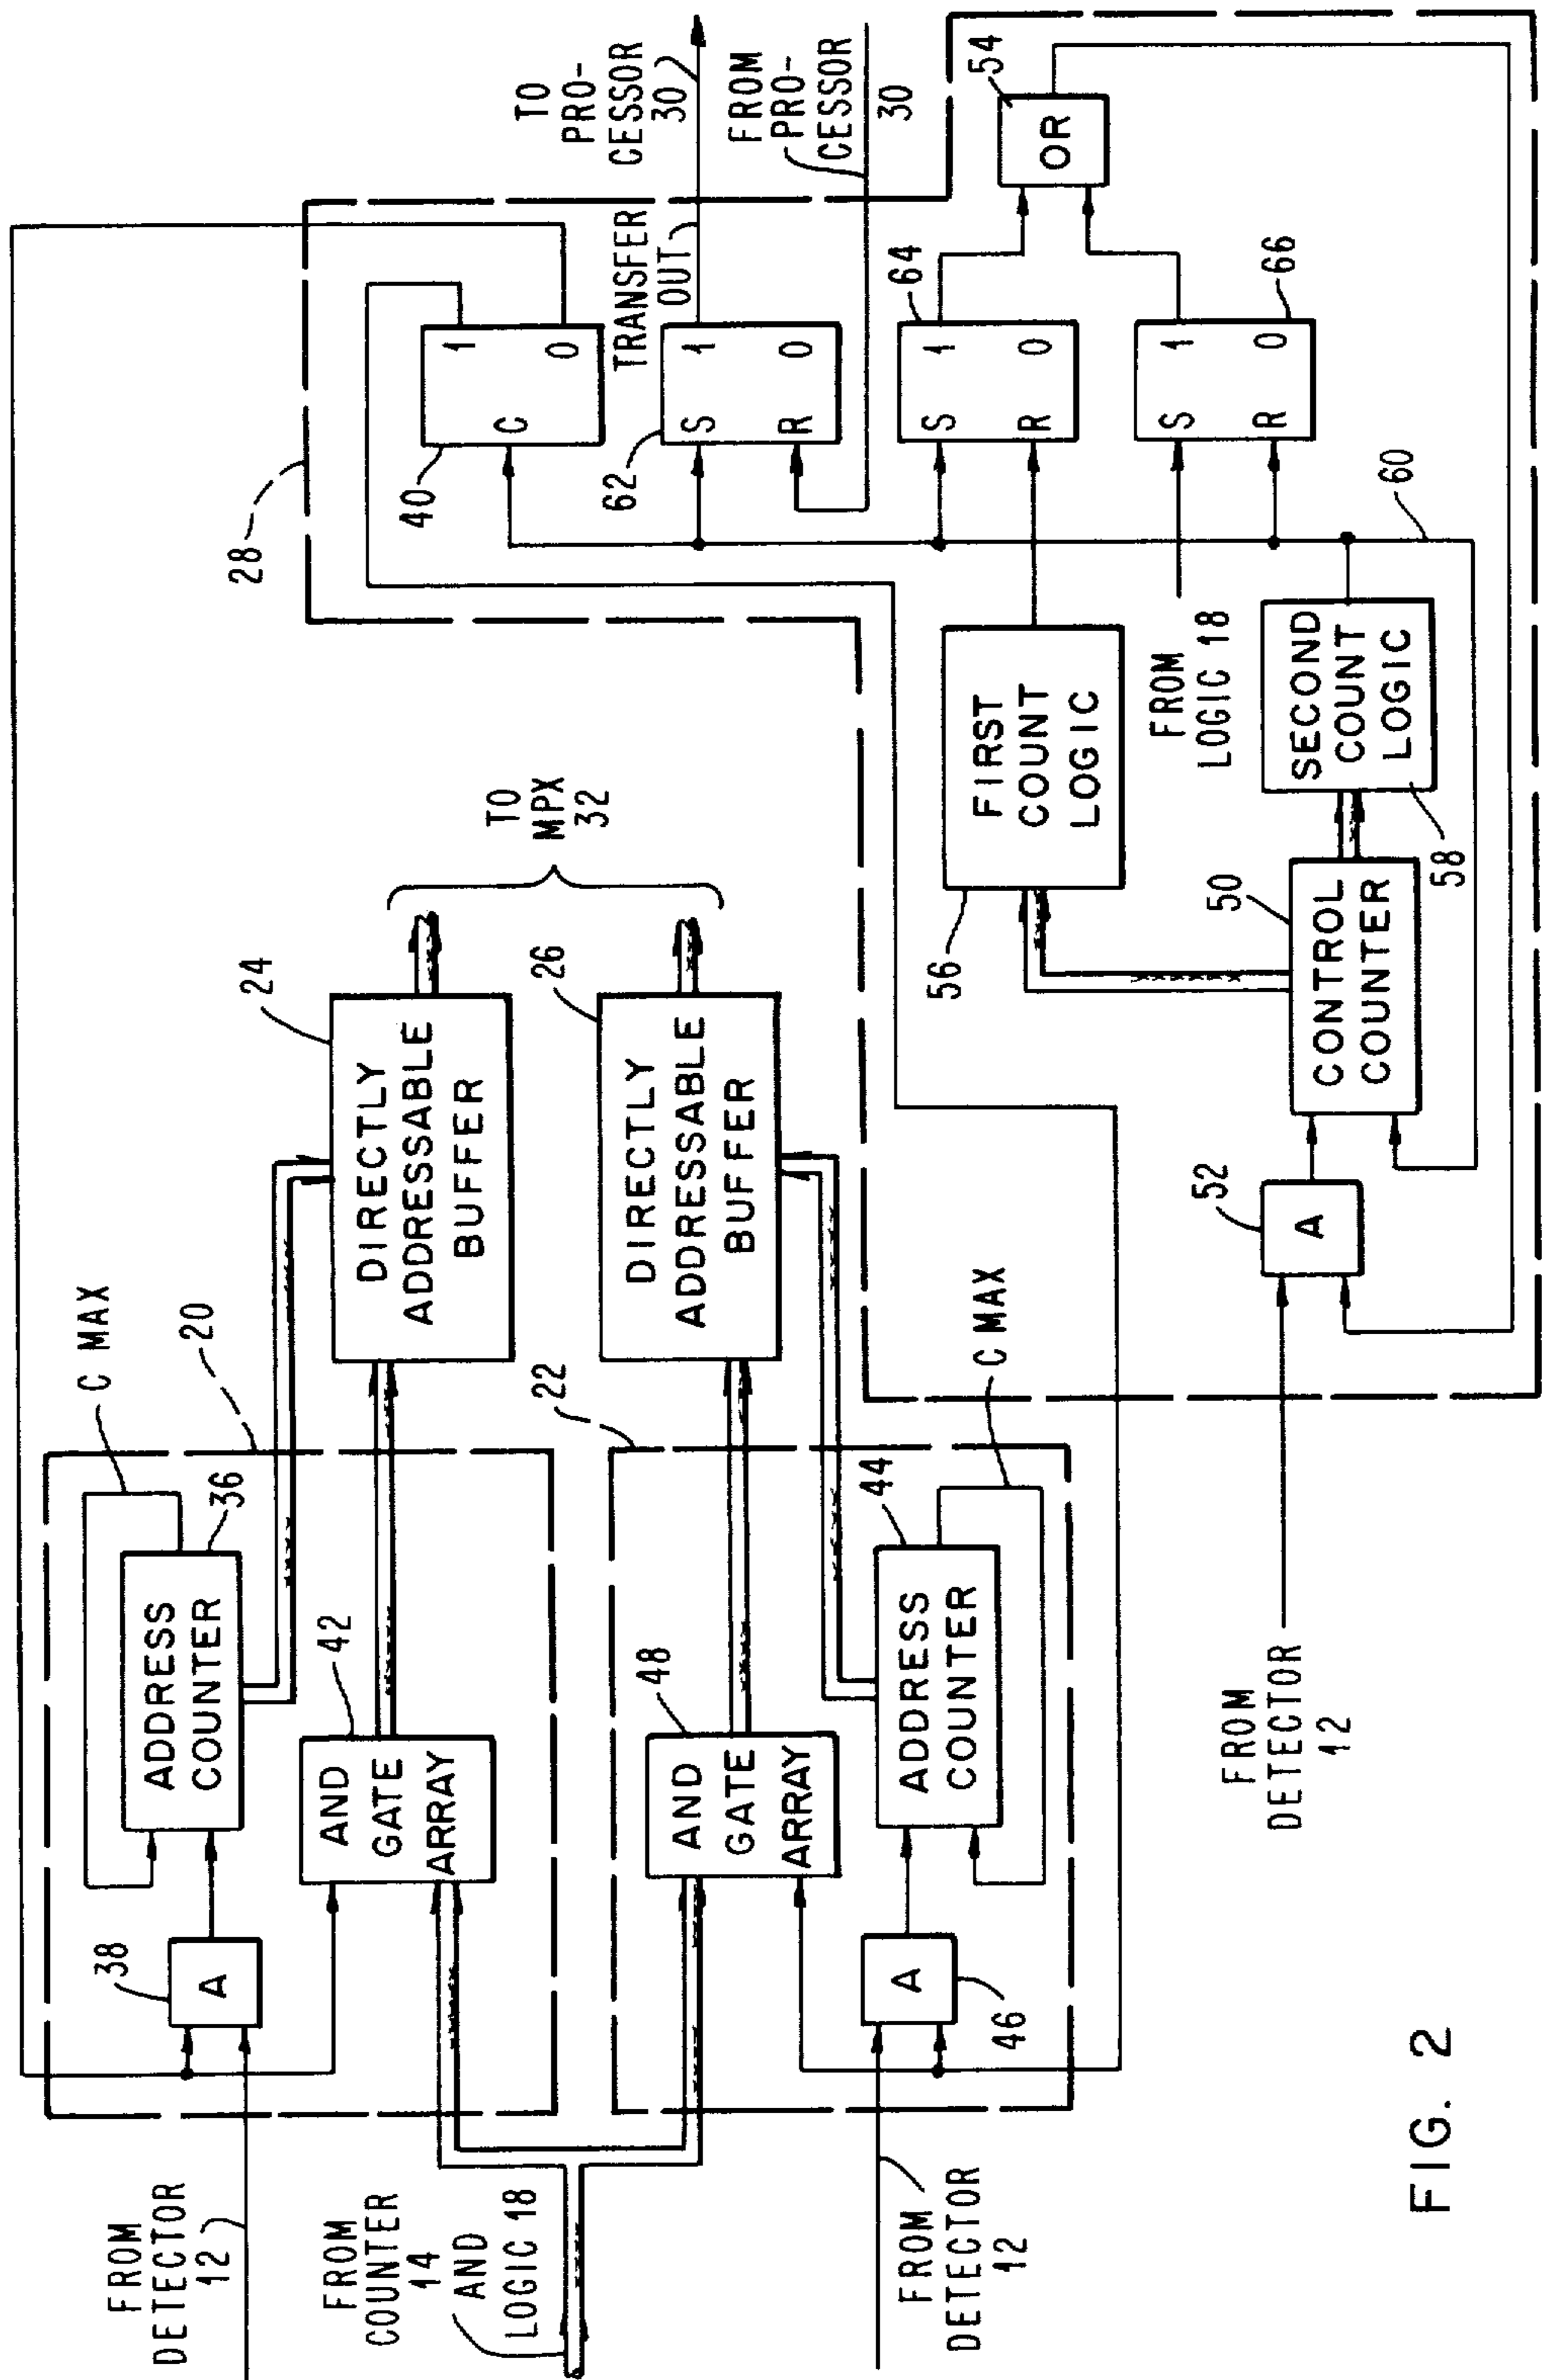 FROM
DETECTOR
12
FROM
COUNTER
14
AND
LOGIC 18
FROM
DETECTOR
12
38
A
ADDRESS
COUNTER
36
C MAX
20
AND
GATE
ARRAY
42
AND
GATE
ARRAY
48
22
A
46
ADDRESS
COUNTER
44
C MAX
DIRECTLY
ADDRESSABLE
BUFFER
24
DIRECTLY
ADDRESSABLE
BUFFER
26
TO
MPX
32
28
40
C
1
0
62
S
1
R
0
TRANSFER
OUT
TO
PRO-
CESSOR
30
FROM
PRO-
CESSOR
30
64
S
1
R
0
66
S
1
R
0
OR
54
FIRST
COUNT
LOGIC
56
FROM
LOGIC 18
SECOND
COUNT
LOGIC
58
60
CONTROL
COUNTER
50
A
52
FROM
DETECTOR
12
FIG. 2